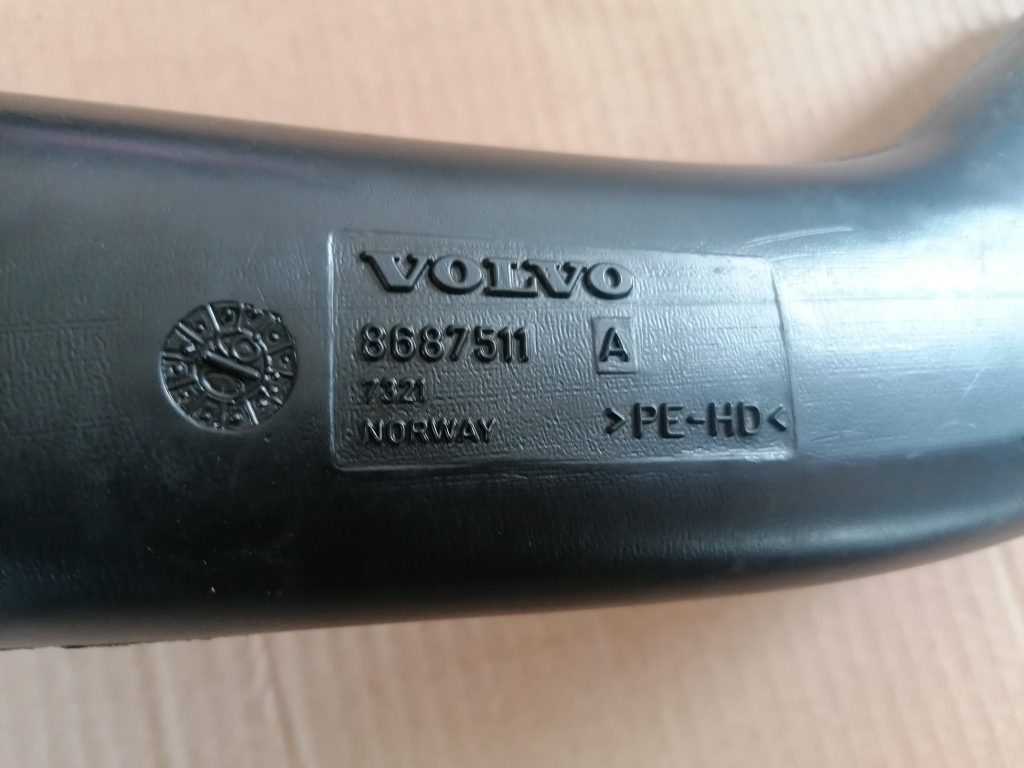 VOLVO
8687511 A
7321
NORWAY >PE-HD<